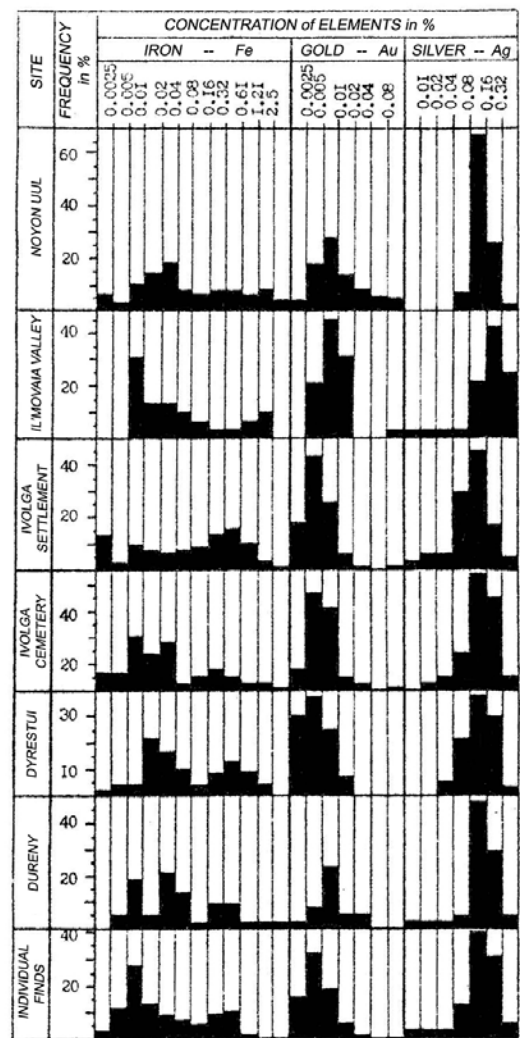 CONCENTRATION of ELEMENTS in %
SITE
FREQUENCY in %
IRON -- Fe
GOLD -- Au
SILVER -- Ag
0.0025
0.005
0.01
0.02
0.04
0.08
0.16
0.32
0.61
1.21
2.5
0.0025
0.005
0.01
0.02
0.04
0.08
0.01
0.02
0.04
0.08
0.16
0.32
NOYON UUL
60
40
20
IL'MOVAIA VALLEY
40
20
IVOLGA
SETTLEMENT
40
20
IVOLGA
CEMETERY
40
20
DYRESTUI
30
10
DURENY
40
20
INDIVIDUAL
FINDS
40
20